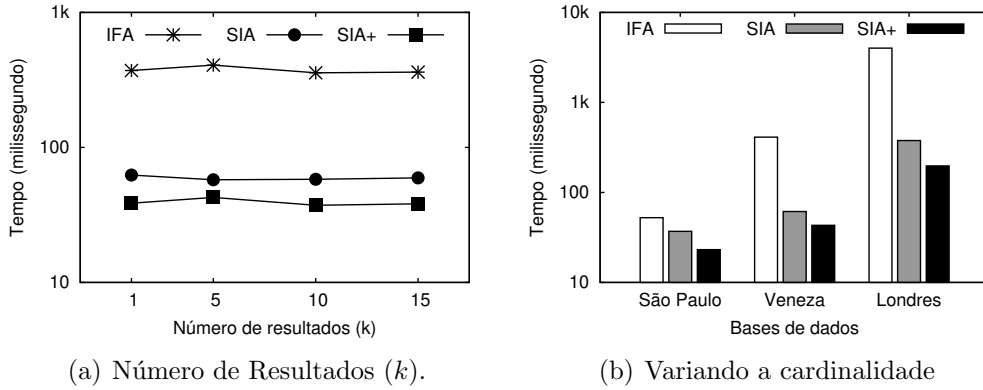 1k
100
10
Tempo (milissegundo)
IFA
SIA
SIA+
1
5
10
15
Número de resultados (k)
(a) Número de Resultados (k).
10k
1k
100
10
Tempo (milissegundo)
IFA
SIA
SIA+
São Paulo
Veneza
Londres
Bases de dados
(b) Variando a cardinalidade